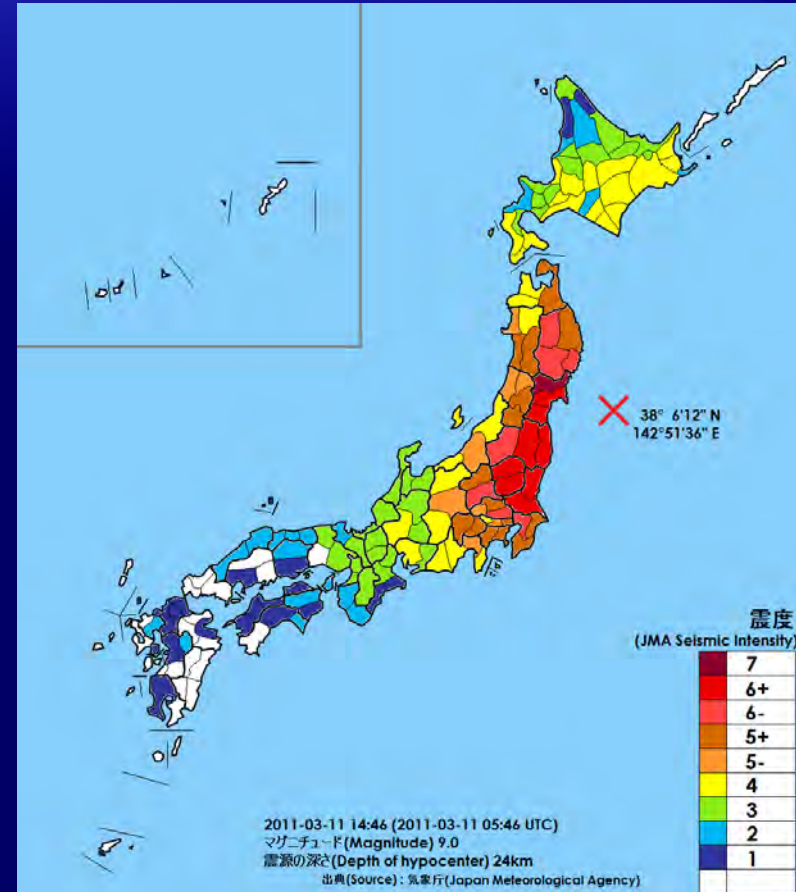 38° 6'12" N
142°51'36" E
震度
(JMA Seismic Intensity)
7
6+
6-
5+
5-
4
3
2
1
2011-03-11 14:46 (2011-03-11 05:46 UTC)
マグニチュード(Magnitude) 9.0
震源の深さ(Depth of hypocenter) 24km
出典(Source) : 気象庁(Japan Meteorological Agency)